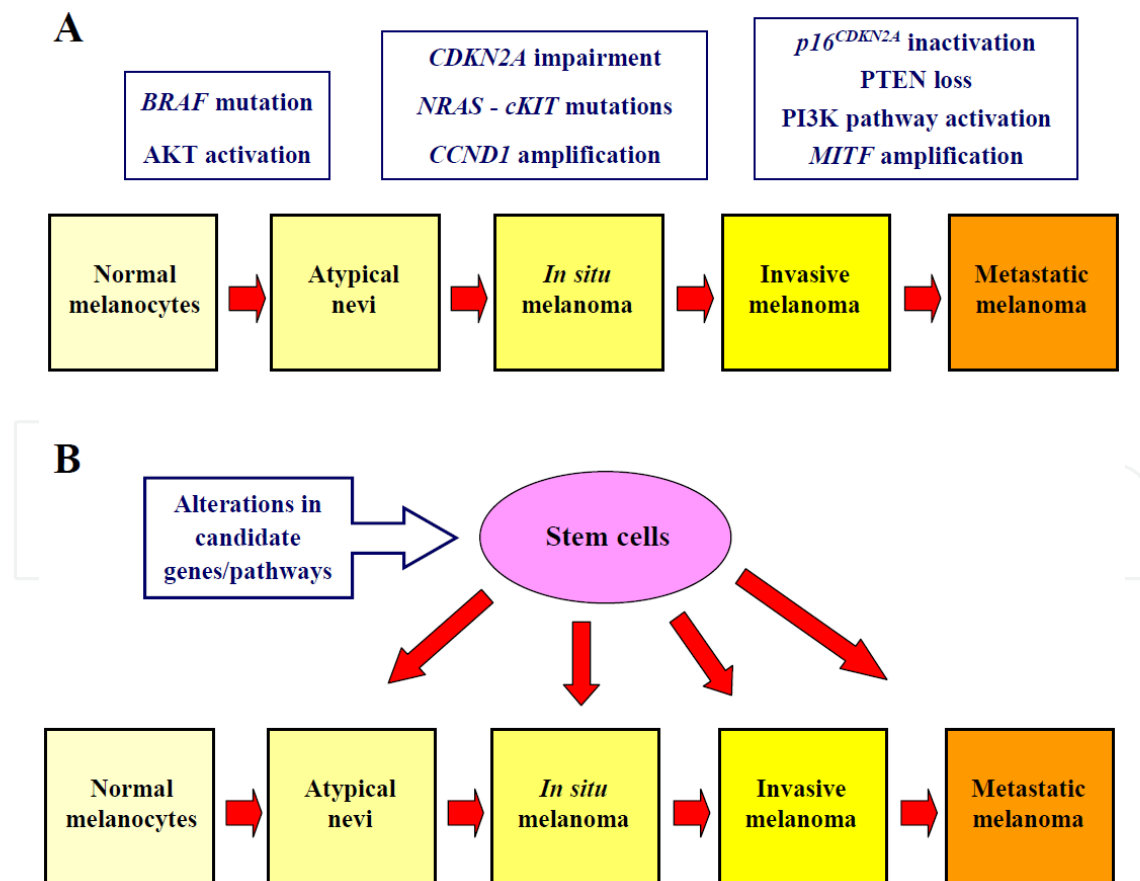 A
BRAF mutation
AKT activation
CDKN2A impairment
NRAS - cKIT mutations
CCND1 amplification
p16CDKN2A inactivation
PTEN loss
PI3K pathway activation
MITF amplification
Normal
melanocytes
Atypical
nevi
In situ
melanoma
Invasive
melanoma
Metastatic
melanoma
B
Alterations in
candidate
genes/pathways
Stem cells
Normal
melanocytes
Atypical
nevi
In situ
melanoma
Invasive
melanoma
Metastatic
melanoma